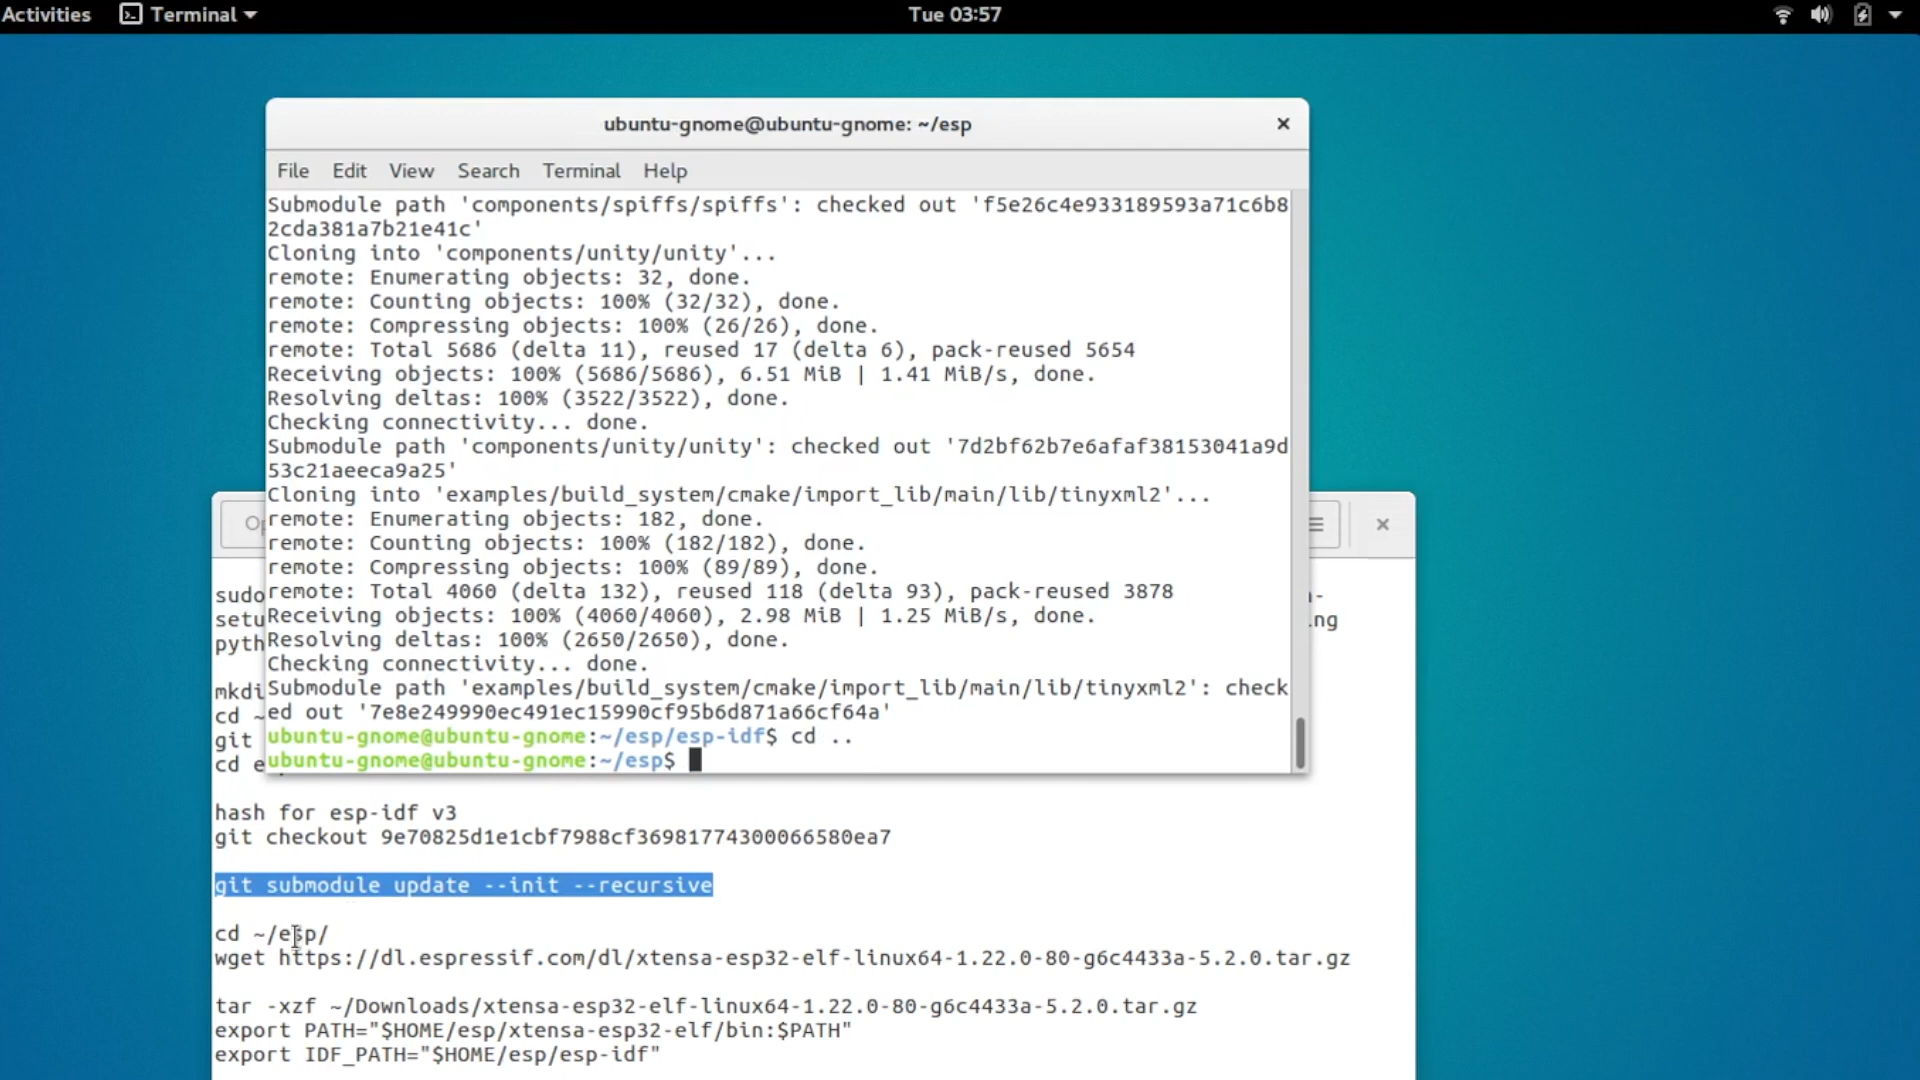 Activities Terminal Tue 03:57
ubuntu-gnome@ubuntu-gnome: ~/esp
File Edit View Search Terminal Help
Submodule path 'components/spiffs/spiffs': checked out 'f5e26c4e933189593a71c6b8
2cda381a7b21e41c'
Cloning into 'components/unity/unity'...
remote: Enumerating objects: 32, done.
remote: Counting objects: 100% (32/32), done.
remote: Compressing objects: 100% (26/26), done.
remote: Total 5686 (delta 11), reused 17 (delta 6), pack-reused 5654
Receiving objects: 100% (5686/5686), 6.51 MiB | 1.41 MiB/s, done.
Resolving deltas: 100% (3522/3522), done.
Checking connectivity... done.
Submodule path 'components/unity/unity': checked out '7d2bf62b7e6afaf38153041a9d
53c21aeeca9a25'
Cloning into 'examples/build_system/cmake/import_lib/main/lib/tinyxml2'...
remote: Enumerating objects: 182, done.
remote: Counting objects: 100% (182/182), done.
remote: Compressing objects: 100% (89/89), done.
remote: Total 4060 (delta 132), reused 118 (delta 93), pack-reused 3878
Receiving objects: 100% (4060/4060), 2.98 MiB | 1.25 MiB/s, done.
Resolving deltas: 100% (2650/2650), done.
Checking connectivity... done.
Submodule path 'examples/build_system/cmake/import_lib/main/lib/tinyxml2': check
ed out '7e8e249990ec491ec15990cf95b6d871a66cf64a'
ubuntu-gnome@ubuntu-gnome:~/esp/esp-idf$ cd ..
ubuntu-gnome@ubuntu-gnome:~/esp$
Op
sudo
setu ng
pyth
mkdi
cd ~
git
cd e
hash for esp-idf v3
git checkout 9e70825d1e1cbf7988cf36981774300066580ea7
git submodule update --init --recursive
cd ~/esp/
wget https://dl.espressif.com/dl/xtensa-esp32-elf-linux64-1.22.0-80-g6c4433a-5.2.0.tar.gz
tar -xzf ~/Downloads/xtensa-esp32-elf-linux64-1.22.0-80-g6c4433a-5.2.0.tar.gz
export PATH="$HOME/esp/xtensa-esp32-elf/bin:$PATH"
export IDF_PATH="$HOME/esp/esp-idf"